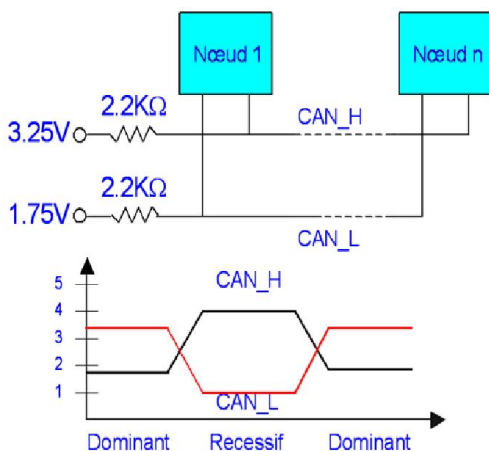 Nœud 1
Nœud n
2.2KΩ
3.25V
CAN_H
2.2KΩ
1.75V
CAN_L
5
CAN_H
4
3
2
1
CAN_L
Dominant Recessif Dominant